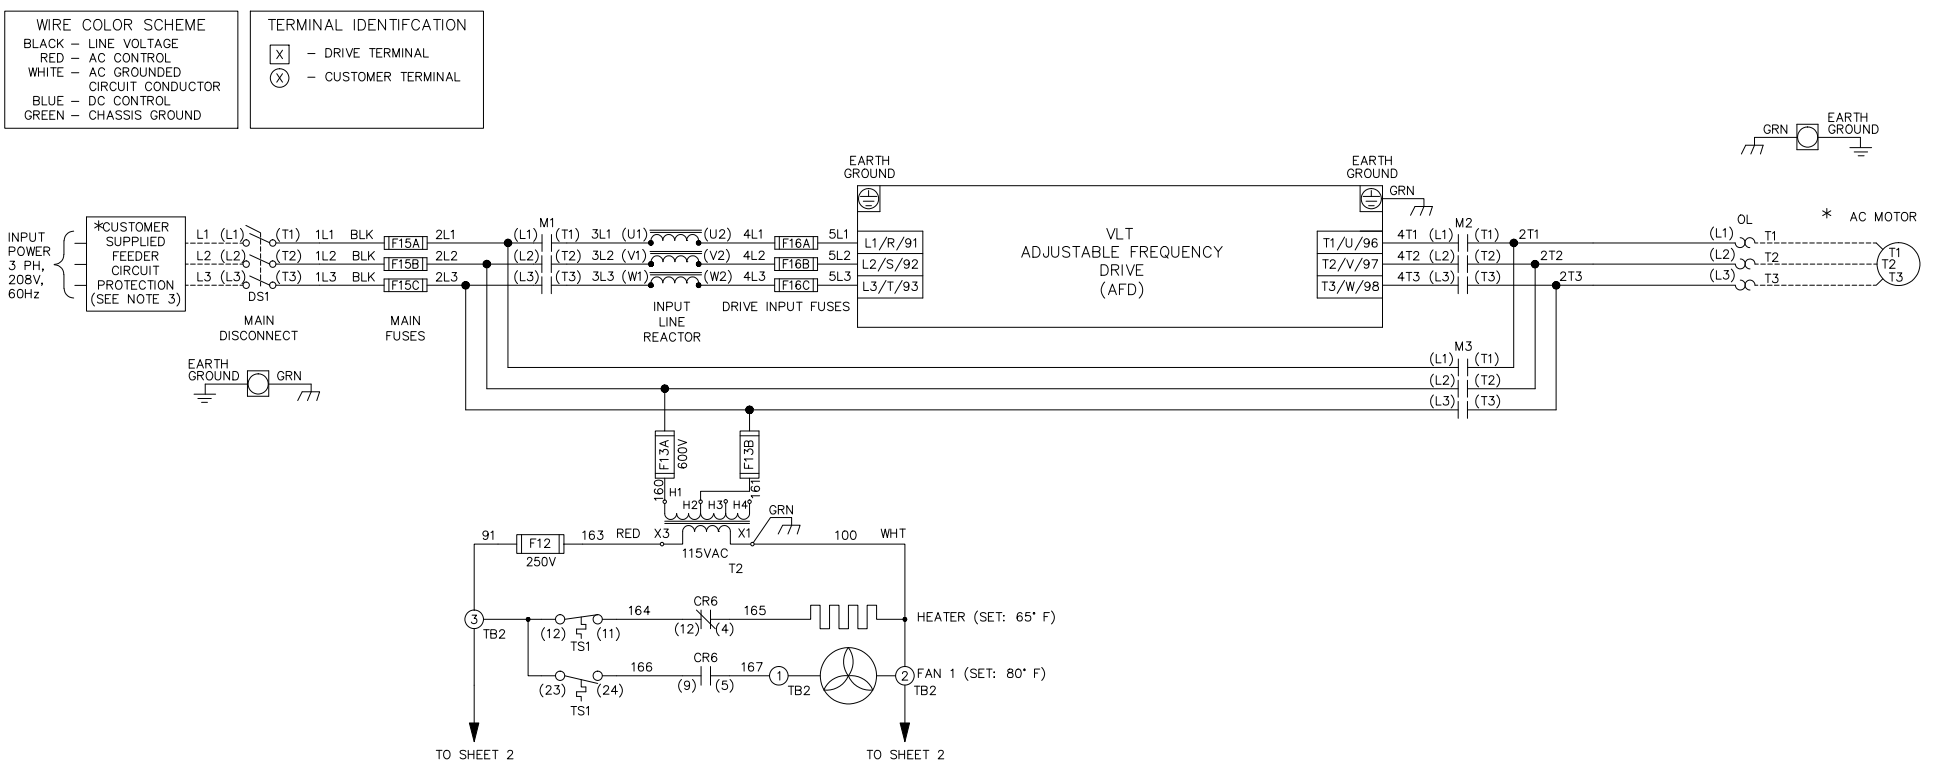 WIRE COLOR SCHEME
BLACK – LINE VOLTAGE
RED – AC CONTROL
WHITE – AC GROUNDED
CIRCUIT CONDUCTOR
BLUE – DC CONTROL
GREEN – CHASSIS GROUND
TERMINAL IDENTIFCATION
X – DRIVE TERMINAL
X – CUSTOMER TERMINAL
GRN
EARTH
GROUND
EARTH
GROUND
EARTH
GROUND
GRN
INPUT
POWER
3 PH,
208V,
60Hz
*CUSTOMER
SUPPLIED
FEEDER
CIRCUIT
PROTECTION
(SEE NOTE 3)
L1 (L1) (T1) 1L1 BLK F15A 2L1 (L1) M1 (T1) 3L1 (U1) (U2) 4L1 F16A 5L1 L1/R/91
L2 (L2) (T2) 1L2 BLK F15B 2L2 (L2) (T2) 3L2 (V1) (V2) 4L2 F16B 5L2 L2/S/92
L3 (L3) (T3) 1L3 BLK F15C 2L3 (L3) (T3) 3L3 (W1) (W2) 4L3 F16C 5L3 L3/T/93
DS1
MAIN
DISCONNECT
MAIN
FUSES
INPUT
LINE
REACTOR
DRIVE INPUT FUSES
VLT
ADJUSTABLE FREQUENCY
DRIVE
(AFD)
T1/U/96 4T1 (L1) M2 (T1) 2T1 (L1) OL T1
T2/V/97 4T2 (L2) (T2) 2T2 (L2) T2
T3/W/98 4T3 (L3) (T3) 2T3 (L3) T3
* AC MOTOR
T1
T2
T3
EARTH
GROUND
GRN
M3
(L1) (T1)
(L2) (T2)
(L3) (T3)
F13A
600V
F13B
160
161
H1
H2 H3 H4
GRN
91 F12 163 RED X3 X1 100 WHT
250V
115VAC
T2
3
TB2
(12) (11)
TS1
164
CR6
(12) (4)
165
HEATER (SET: 65° F)
(23) (24)
TS1
166
CR6
(9) (5)
167
1
TB2
2
TB2
FAN 1 (SET: 80° F)
TO SHEET 2
TO SHEET 2